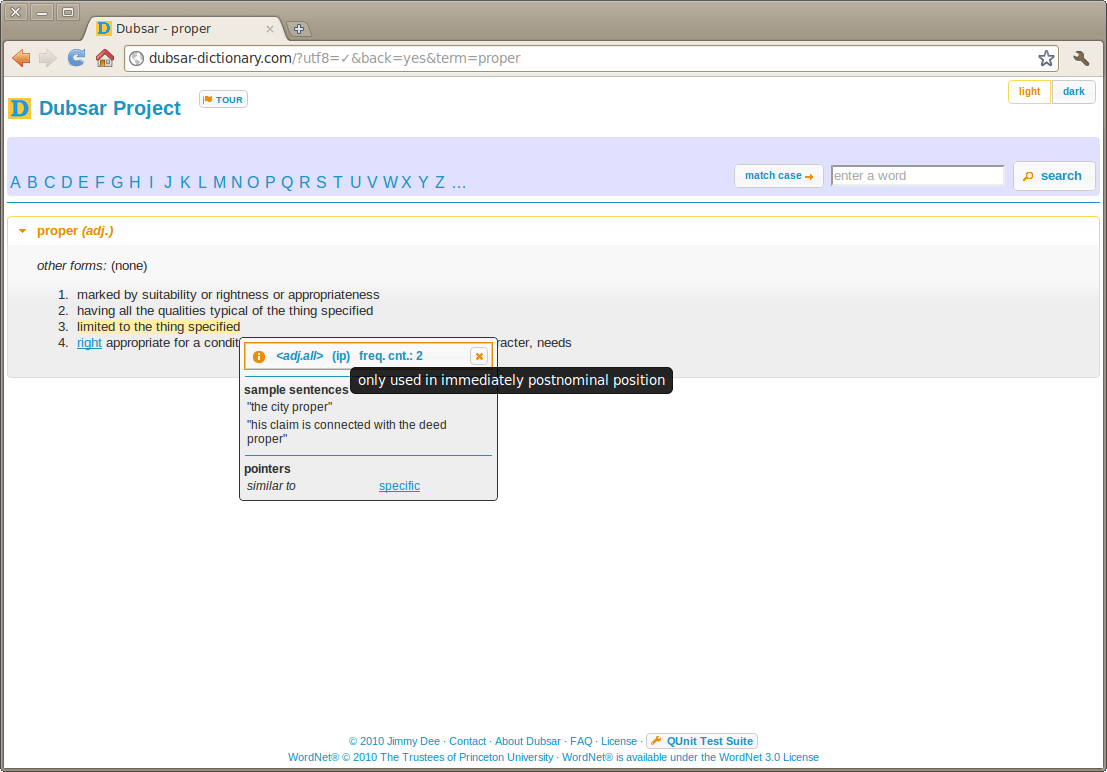 Dubsar - proper
dubsar-dictionary.com/?utf8=✓&back=yes&term=proper
D Dubsar Project
TOUR
light dark
A B C D E F G H I J K L M N O P Q R S T U V W X Y Z ...
match case
enter a word
search
proper (adj.)
other forms: (none)
1. marked by suitability or rightness or appropriateness
2. having all the qualities typical of the thing specified
3. limited to the thing specified
4. right appropriate for a condit racter, needs
<adj.all> (ip) freq. cnt.: 2
only used in immediately postnominal position
sample sentences
"the city proper"
"his claim is connected with the deed
proper"
pointers
similar to specific
© 2010 Jimmy Dee · Contact · About Dubsar · FAQ · License · QUnit Test Suite
WordNet® © 2010 The Trustees of Princeton University · WordNet® is available under the WordNet 3.0 License